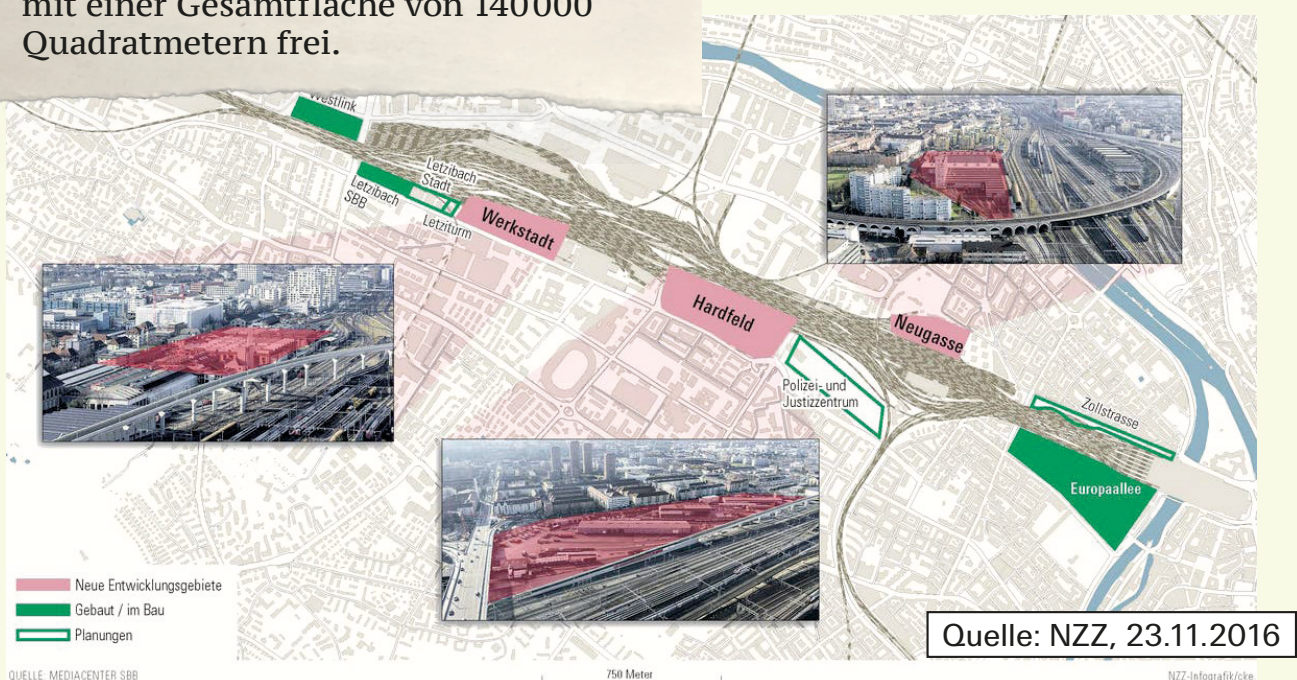 mit einer Gesamtfläche von 140 000
Quadratmetern frei.
Westlink
Letzibach
SBB
Letzibach
Stadt
Letziturm
Werkstadt
Hardfeld
Neugasse
Polizei- und
Justizzentrum
Zollstrasse
Europaallee
Neue Entwicklungsgebiete
Gebaut / im Bau
Planungen
Quelle: NZZ, 23.11.2016
QUELLE: MEDIACENTER SBB
750 Meter
NZZ-Infografik/cke.